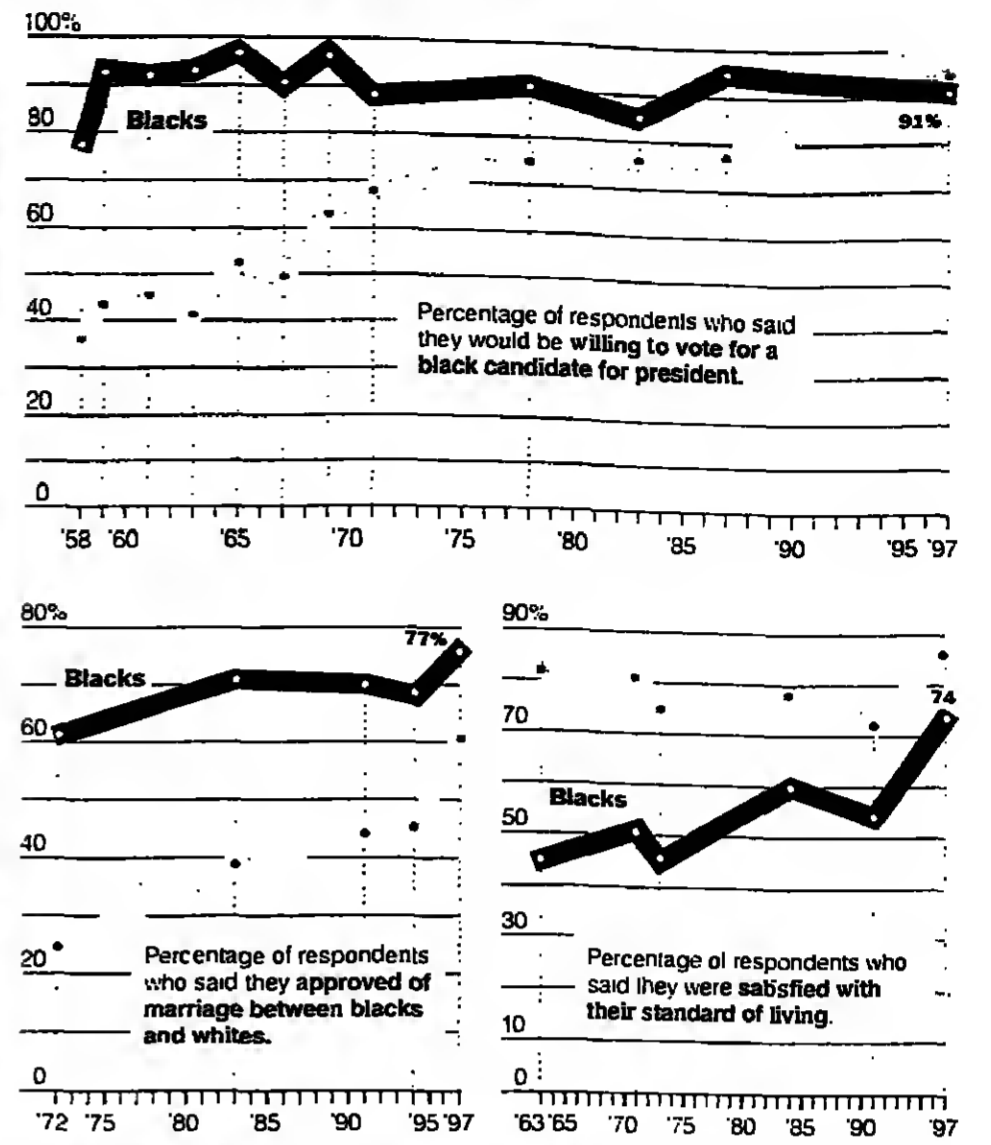 100%
80
Blacks
91%
60
40
Percentage of respondents who said
they would be willing to vote for a
black candidate for president.
20
0
'58 '60 '65 '70 '75 '80 '85 '90 '95 '97
80%
77%
Blacks
60
40
20
Percentage of respondents
who said they approved of
marriage between blacks
and whites.
0
'72 '75 '80 '85 '90 '95 '97
90%
74
70
Blacks
50
30
Percentage of respondents who
said they were satisfied with
their standard of living.
10
0
'63 '65 '70 '75 '80 '85 '90 '97